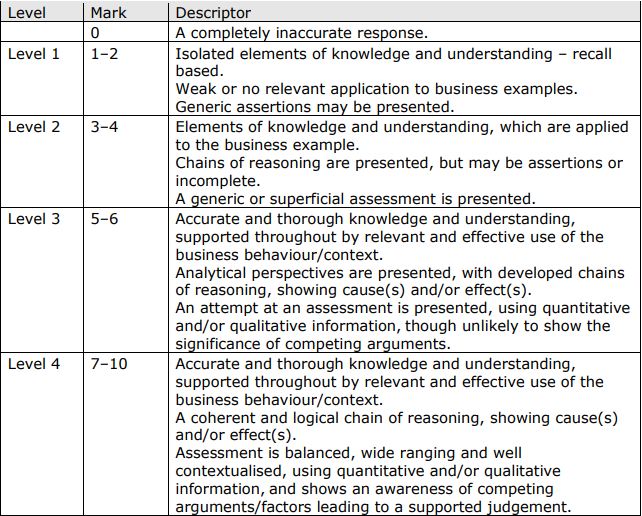 Level Mark Descriptor
0 A completely inaccurate response.
Level 1 1–2 Isolated elements of knowledge and understanding – recall
based.
Weak or no relevant application to business examples.
Generic assertions may be presented.
Level 2 3–4 Elements of knowledge and understanding, which are applied
to the business example.
Chains of reasoning are presented, but may be assertions or
incomplete.
A generic or superficial assessment is presented.
Level 3 5–6 Accurate and thorough knowledge and understanding,
supported throughout by relevant and effective use of the
business behaviour/context.
Analytical perspectives are presented, with developed chains
of reasoning, showing cause(s) and/or effect(s).
An attempt at an assessment is presented, using quantitative
and/or qualitative information, though unlikely to show the
significance of competing arguments.
Level 4 7–10 Accurate and thorough knowledge and understanding,
supported throughout by relevant and effective use of the
business behaviour/context.
A coherent and logical chain of reasoning, showing cause(s)
and/or effect(s).
Assessment is balanced, wide ranging and well
contextualised, using quantitative and/or qualitative
information, and shows an awareness of competing
arguments/factors leading to a supported judgement.